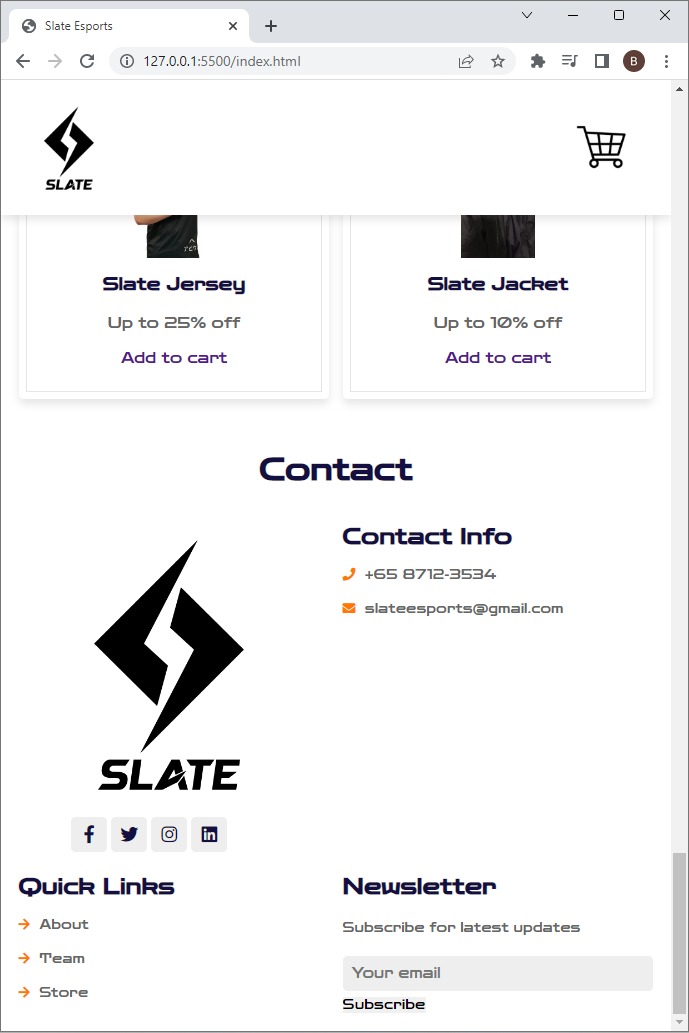 Slate Esports
127.0.0.1:5500/index.html
B
SLATE
Slate Jersey
Up to 25% off
Add to cart
Slate Jacket
Up to 10% off
Add to cart
Contact
SLATE
Contact Info
+65 8712-3534
slateesports@gmail.com
Quick Links
About
Team
Store
Newsletter
Subscribe for latest updates
Your email
Subscribe